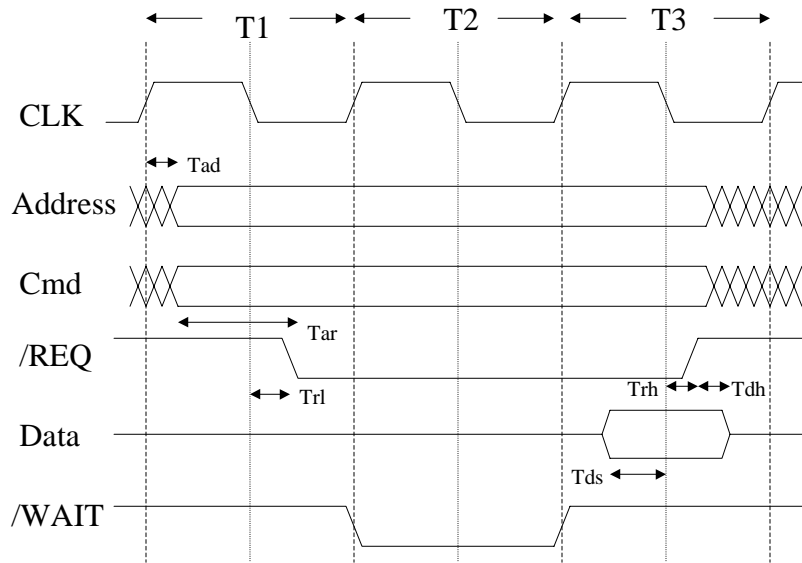 T1 T2 T3
CLK
Tad
Address
Cmd
Tar
/REQ
Trh Tdh
Trl
Data
Tds
/WAIT